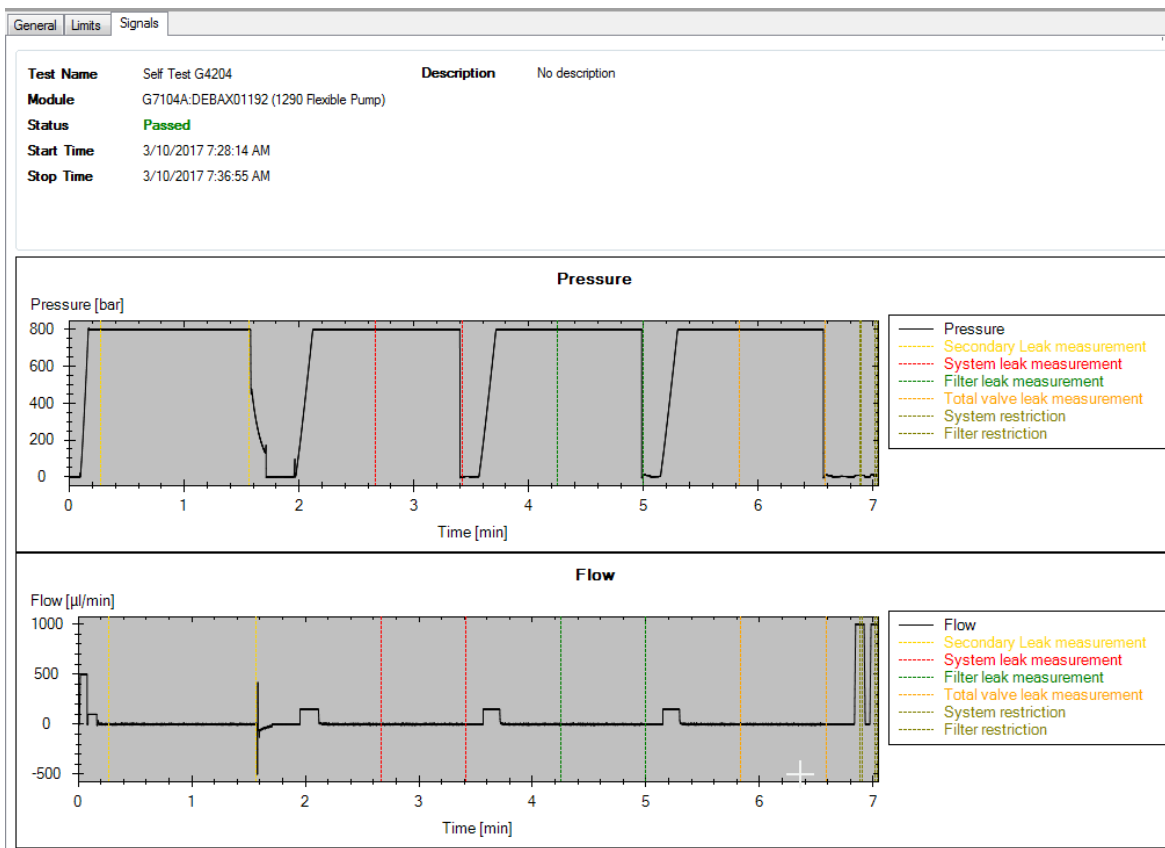 General Limits Signals
Test Name Self Test G4204 Description No description
Module G7104A:DEBAX01192 (1290 Flexible Pump)
Status Passed
Start Time 3/10/2017 7:28:14 AM
Stop Time 3/10/2017 7:36:55 AM
Pressure
Pressure [bar]
800
600
400
200
0
0 1 2 3 4 5 6 7
Time [min]
Pressure
Secondary Leak measurement
System leak measurement
Filter leak measurement
Total valve leak measurement
System restriction
Filter restriction
Flow
Flow [µl/min]
1000
500
0
-500
0 1 2 3 4 5 6 7
Time [min]
Flow
Secondary Leak measurement
System leak measurement
Filter leak measurement
Total valve leak measurement
System restriction
Filter restriction